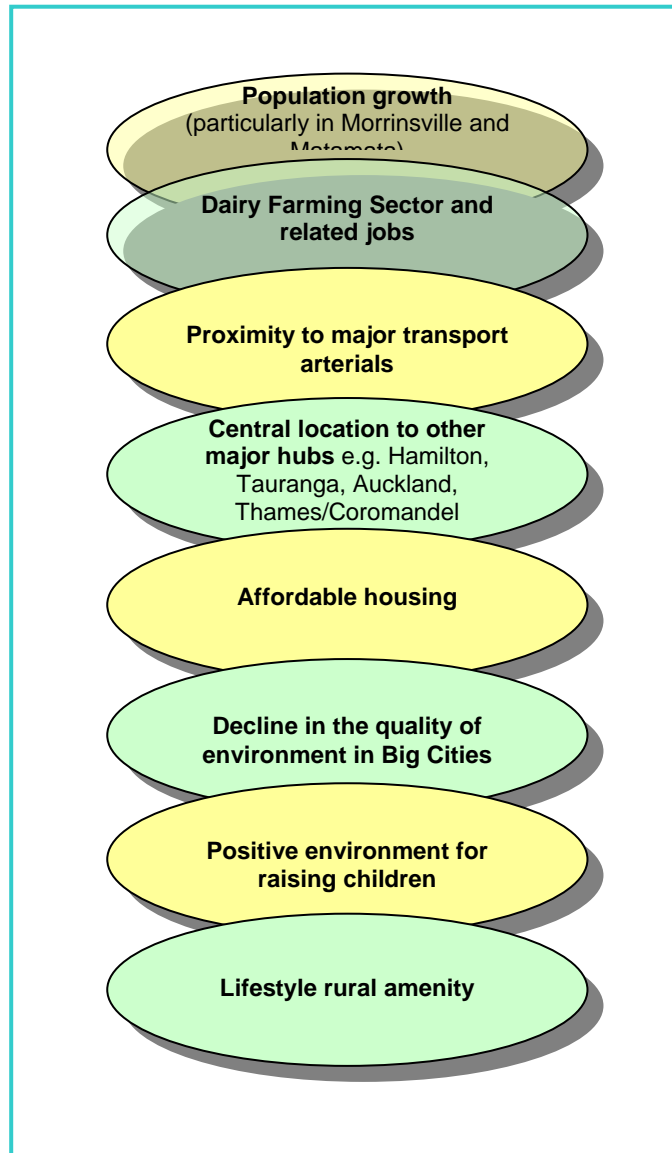 Population growth
(particularly in Morrinsville and
Matamata)
Dairy Farming Sector and
related jobs
Proximity to major transport
arterials
Central location to other
major hubs e.g. Hamilton,
Tauranga, Auckland,
Thames/Coromandel
Affordable housing
Decline in the quality of
environment in Big Cities
Positive environment for
raising children
Lifestyle rural amenity